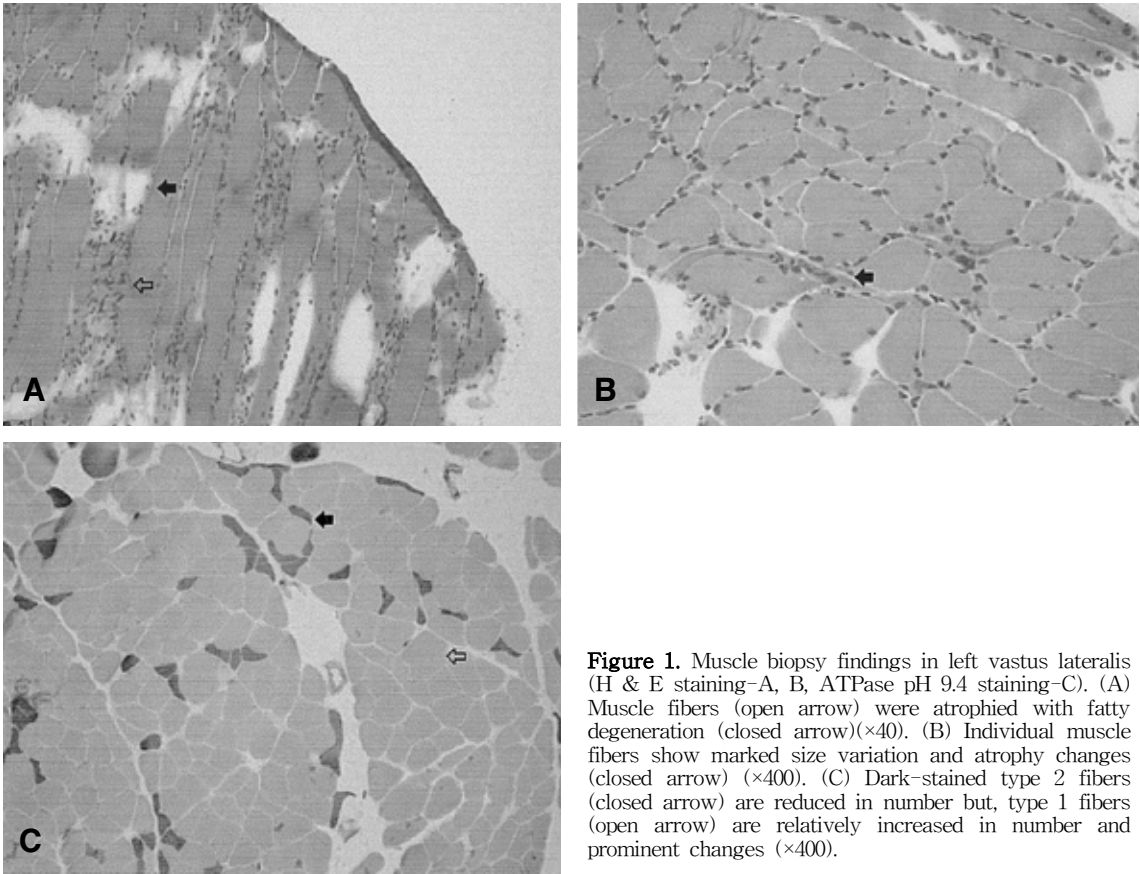 A
B
C
Figure 1. Muscle biopsy findings in left vastus lateralis
(H & E staining-A, B, ATPase pH 9.4 staining-C). (A)
Muscle fibers (open arrow) were atrophied with fatty
degeneration (closed arrow)(×40). (B) Individual muscle
fibers show marked size variation and atrophy changes
(closed arrow) (×400). (C) Dark-stained type 2 fibers
(closed arrow) are reduced in number but, type 1 fibers
(open arrow) are relatively increased in number and
prominent changes (×400).